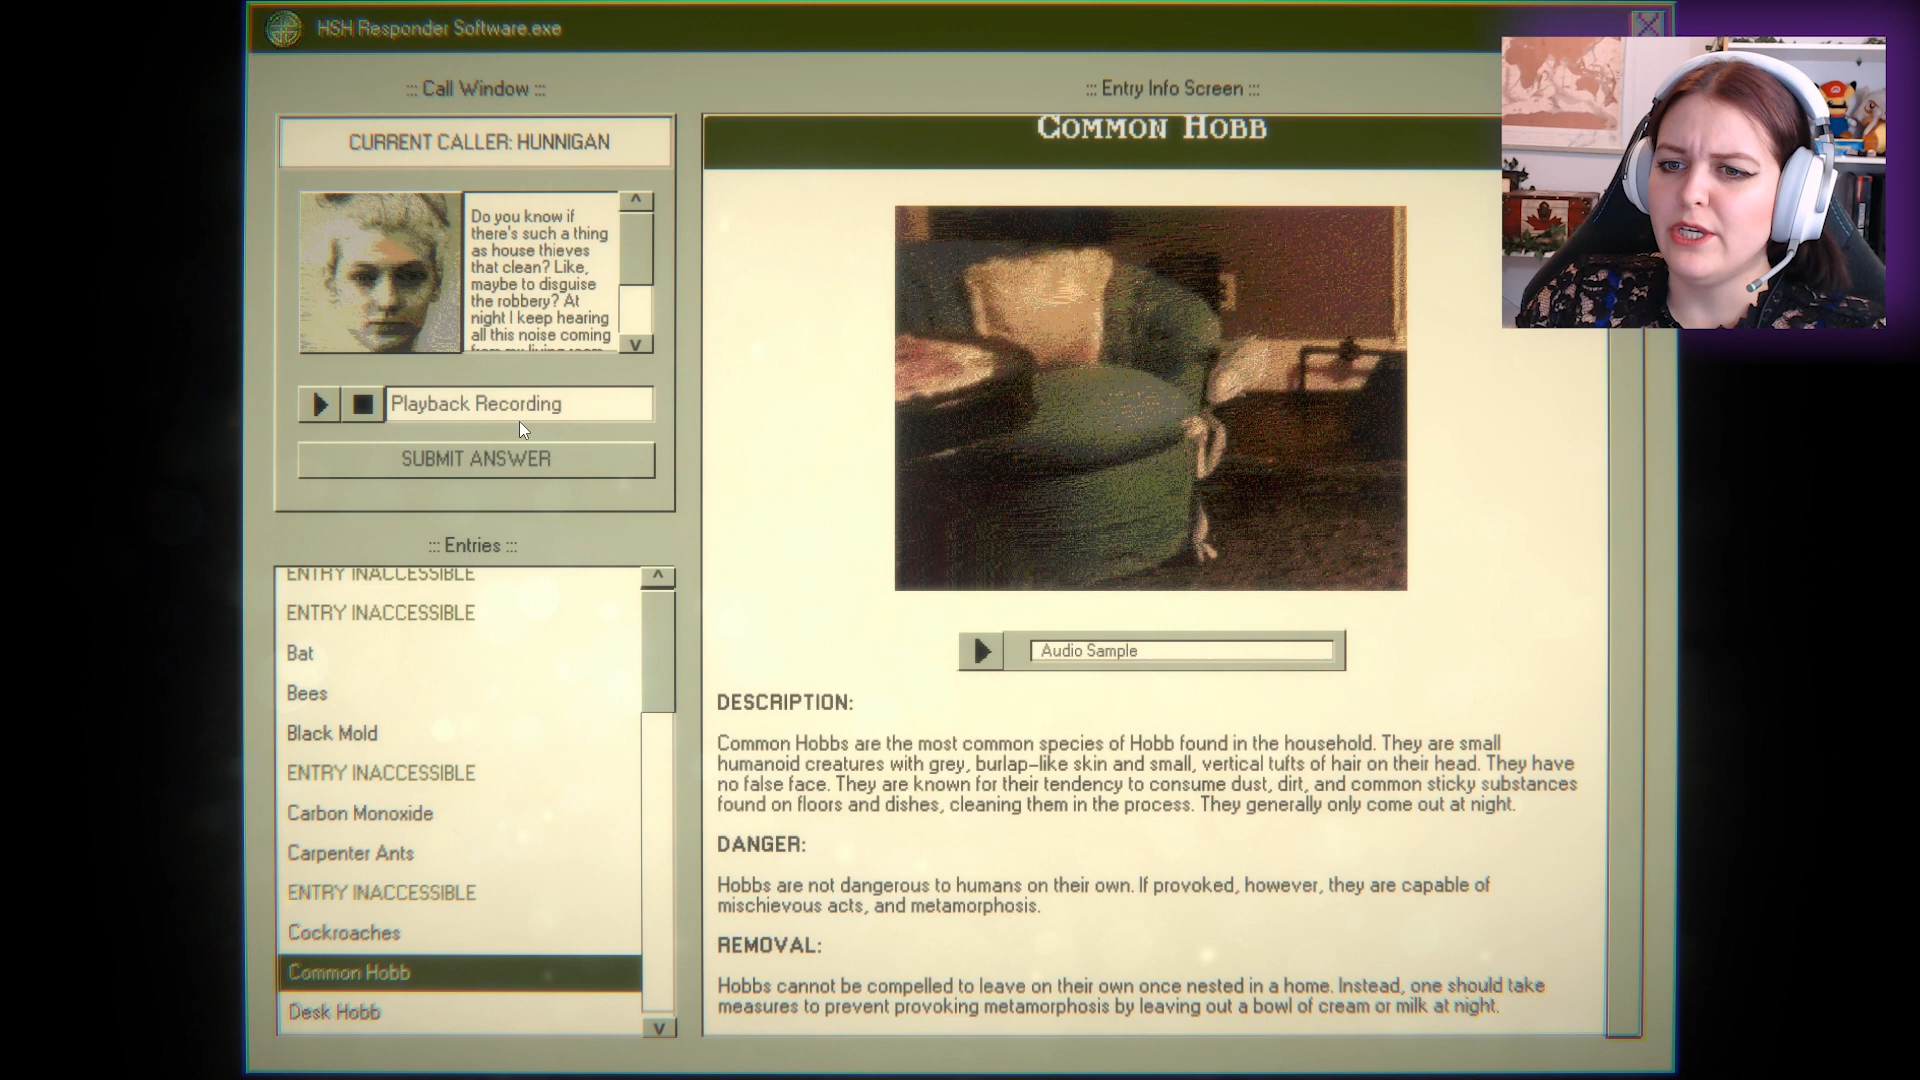 HSH Responder Software.exe
::: Call Window :::
CURRENT CALLER: HUNNIGAN
Do you know if
there's such a thing
as house thieves
that clean? Like,
maybe to disguise
the robbery? At
night I keep hearing
all this noise coming
from my living room
Playback Recording
SUBMIT ANSWER
::: Entries :::
ENTRY INACCESSIBLE
ENTRY INACCESSIBLE
Bat
Bees
Black Mold
ENTRY INACCESSIBLE
Carbon Monoxide
Carpenter Ants
ENTRY INACCESSIBLE
Cockroaches
Common Hobb
Desk Hobb
::: Entry Info Screen :::
COMMON HOBB
Audio Sample
DESCRIPTION:
Common Hobbs are the most common species of Hobb found in the household. They are small
humanoid creatures with grey, burlap-like skin and small, vertical tufts of hair on their head. They have
no false face. They are known for their tendency to consume dust, dirt, and common sticky substances
found on floors and dishes, cleaning them in the process. They generally only come out at night.
DANGER:
Hobbs are not dangerous to humans on their own. If provoked, however, they are capable of
mischievous acts, and metamorphosis.
REMOVAL:
Hobbs cannot be compelled to leave on their own once nested in a home. Instead, one should take
measures to prevent provoking metamorphosis by leaving out a bowl of cream or milk at night.